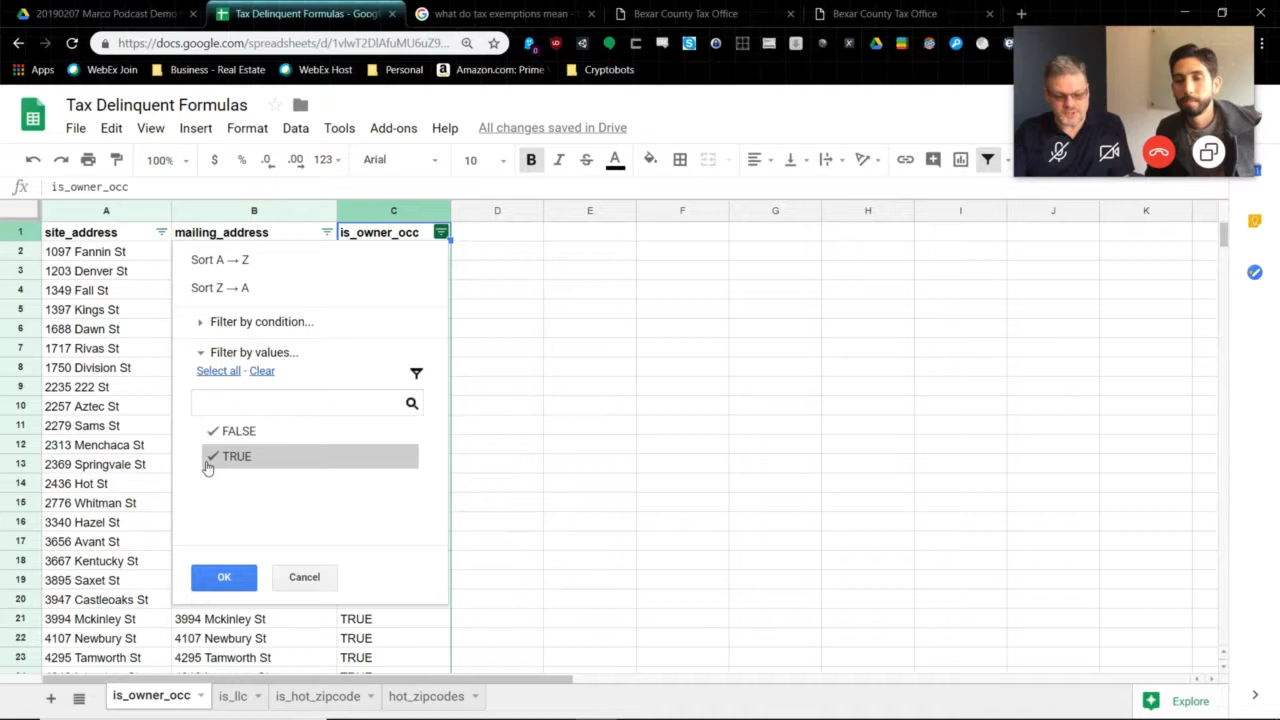 20190207 Marco Podcast Demo
Tax Delinquent Formulas - Goog
what do tax exemptions mean -
Bexar County Tax Office
Bexar County Tax Office
https://docs.google.com/spreadsheets/d/1vlwT2DlAfuMU6uZ9...
Apps
WebEx Join
Business - Real Estate
WebEx Host
Personal
Amazon.com: Prime
Cryptobots
Tax Delinquent Formulas
File Edit View Insert Format Data Tools Add-ons Help All changes saved in Drive
100% $ % .0 .00 123 Arial 10 B I S A
fx is_owner_occ
A B C D E F G H I J K
1 site_address mailing_address is_owner_occ
2 1097 Fannin St
3 1203 Denver St
4 1349 Fall St
5 1397 Kings St
6 1688 Dawn St
7 1717 Rivas St
8 1750 Division St
9 2235 222 St
10 2257 Aztec St
11 2279 Sams St
12 2313 Menchaca St
13 2369 Springvale St
14 2436 Hot St
15 2776 Whitman St
16 3340 Hazel St
17 3656 Avant St
18 3667 Kentucky St
19 3895 Saxet St
20 3947 Castleoaks St
21 3994 Mckinley St 3994 Mckinley St TRUE
22 4107 Newbury St 4107 Newbury St TRUE
23 4295 Tamworth St 4295 Tamworth St TRUE
Sort A → Z
Sort Z → A
Filter by condition...
Filter by values...
Select all - Clear
FALSE
TRUE
OK Cancel
is_owner_occ is_llc is_hot_zipcode hot_zipcodes Explore